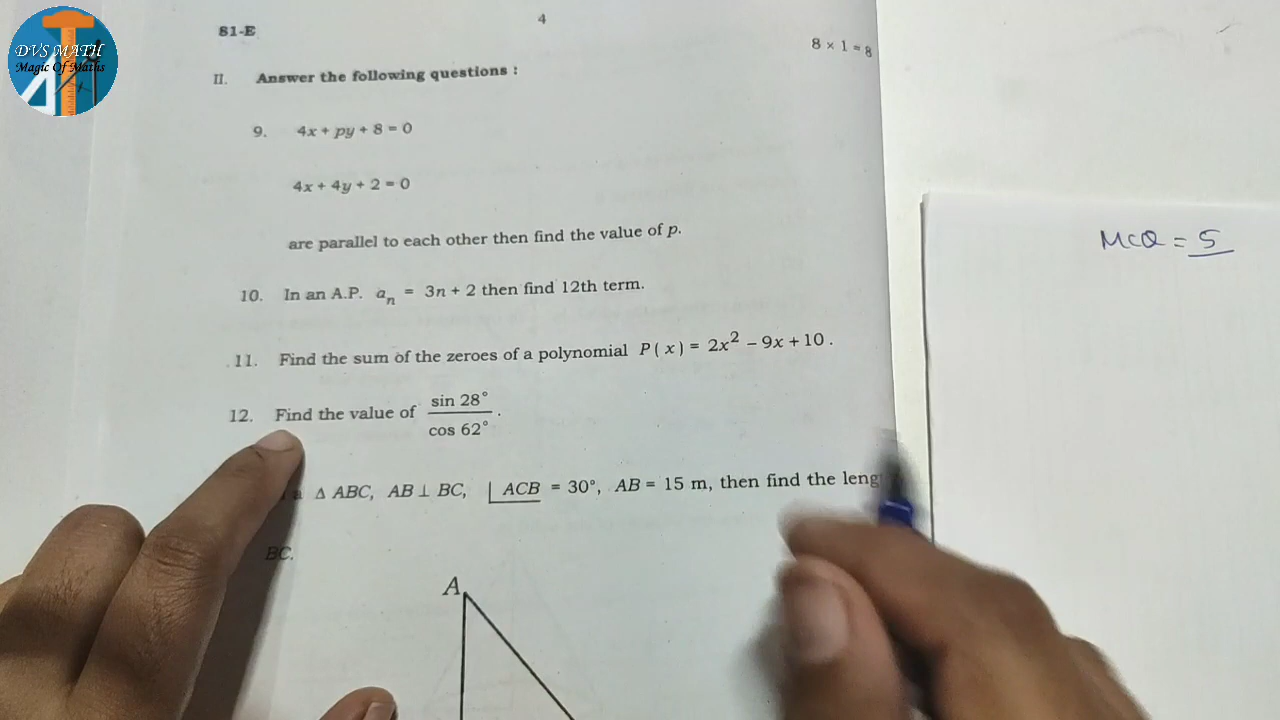 DVS MATH
Magic Of Maths
81-E
4
8 × 1 = 8
II. Answer the following questions :
9. 4x + py + 8 = 0
4x + 4y + 2 = 0
are parallel to each other then find the value of p.
10. In an A.P. aₙ = 3n + 2 then find 12th term.
11. Find the sum of the zeroes of a polynomial P ( x ) = 2x² − 9x + 10 .
12. Find the value of sin 28° / cos 62° .
a Δ ABC, AB ⊥ BC, ∠ACB = 30°, AB = 15 m, then find the leng
BC.
A
MCQ = 5